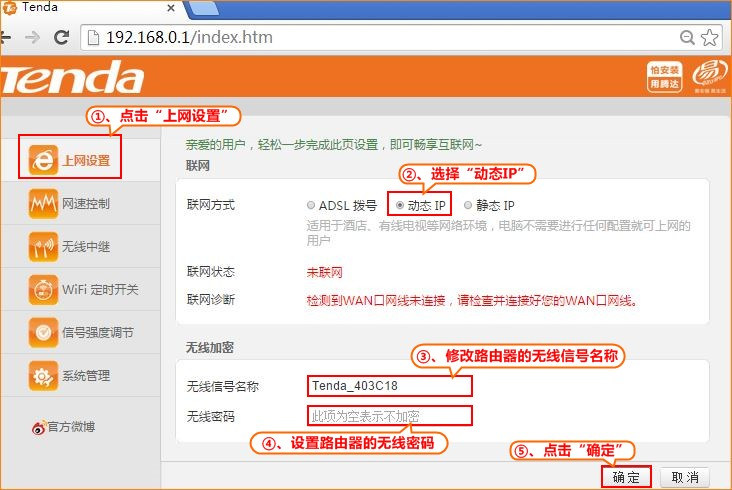 Tenda
192.168.0.1/index.htm
Tenda
怕安装
用腾达
①、点击“上网设置”
亲爱的用户，轻松一步完成此页设置，即可畅享互联网~
上网设置
联网
②、选择“动态IP”
网速控制
联网方式
ADSL 拨号
动态 IP
静态 IP
适用于酒店、有线电视等网络环境，电脑不需要进行任何配置就可上网的
用户
无线中继
联网状态
未联网
WiFi 定时开关
联网诊断
检测到WAN口网线未连接，请检查并连接好您的WAN口网线。
信号强度调节
无线加密
③、修改路由器的无线信号名称
系统管理
无线信号名称
Tenda_403C18
无线密码
此项为空表示不加密
官方微博
④、设置路由器的无线密码
⑤、点击“确定”
确定
取消